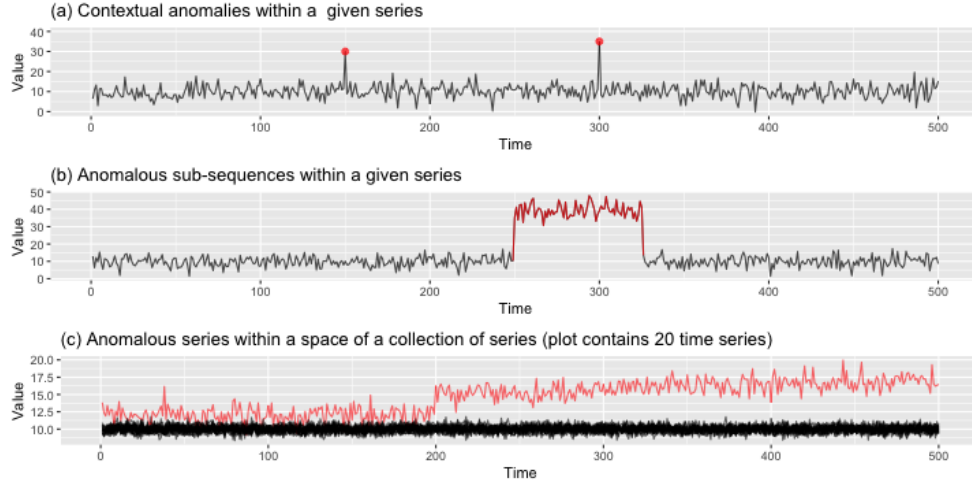 (a) Contextual anomalies within a  given series
40
30
20
10
0
Value
0 100 200 300 400 500
Time
(b) Anomalous sub-sequences within a given series
50
40
30
20
10
0
Value
0 100 200 300 400 500
Time
(c) Anomalous series within a space of a collection of series (plot contains 20 time series)
20.0
17.5
15.0
12.5
10.0
Value
0 100 200 300 400 500
Time